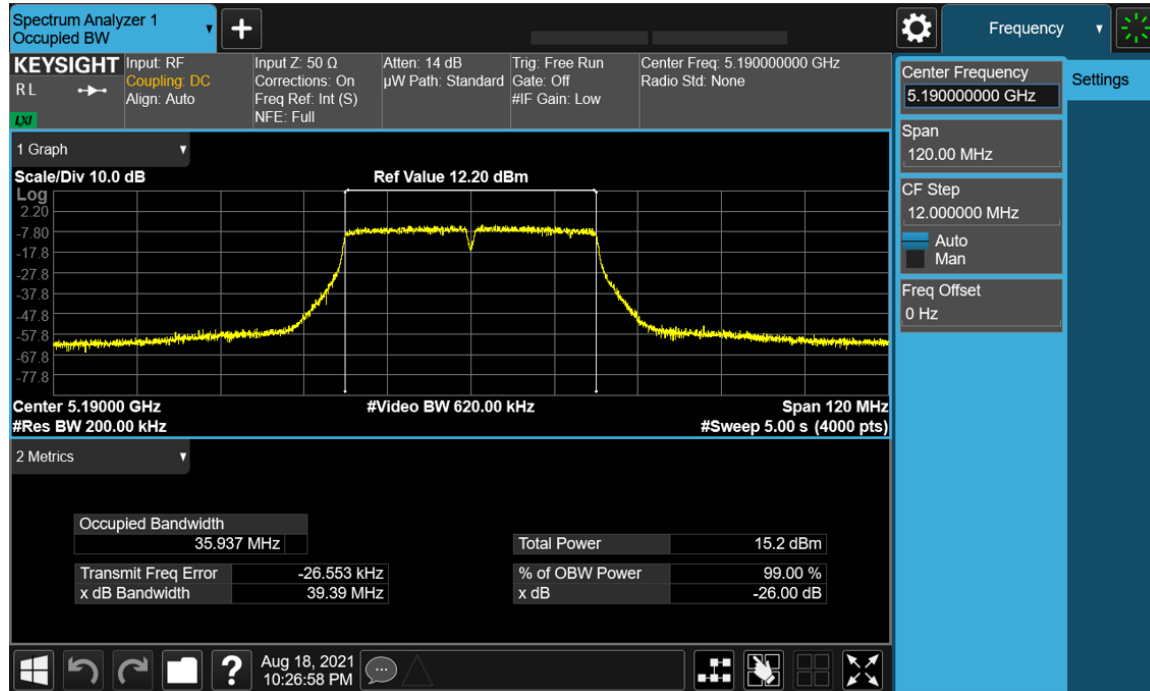 Spectrum Analyzer 1
Occupied BW
Frequency
KEYSIGHT
R L
LXI
Input: RF
Coupling: DC
Align: Auto
Input Z: 50 Ω
Corrections: On
Freq Ref: Int (S)
NFE: Full
Atten: 14 dB
µW Path: Standard
Trig: Free Run
Gate: Off
#IF Gain: Low
Center Freq: 5.190000000 GHz
Radio Std: None
Center Frequency
5.190000000 GHz
Settings
Span
120.00 MHz
CF Step
12.000000 MHz
Auto
Man
Freq Offset
0 Hz
1 Graph
Scale/Div 10.0 dB
Ref Value 12.20 dBm
Log
2.20
-7.80
-17.8
-27.8
-37.8
-47.8
-57.8
-67.8
-77.8
Center 5.19000 GHz
#Video BW 620.00 kHz
Span 120 MHz
#Res BW 200.00 kHz
#Sweep 5.00 s (4000 pts)
2 Metrics
Occupied Bandwidth
35.937 MHz
Total Power 15.2 dBm
Transmit Freq Error -26.553 kHz
% of OBW Power 99.00 %
x dB Bandwidth 39.39 MHz
x dB -26.00 dB
?
Aug 18, 2021
10:26:58 PM